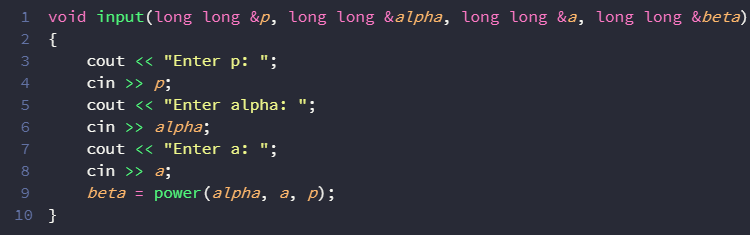 1 void input(long long &p, long long &alpha, long long &a, long long &beta)
2 {
3     cout << "Enter p: ";
4     cin >> p;
5     cout << "Enter alpha: ";
6     cin >> alpha;
7     cout << "Enter a: ";
8     cin >> a;
9     beta = power(alpha, a, p);
10 }